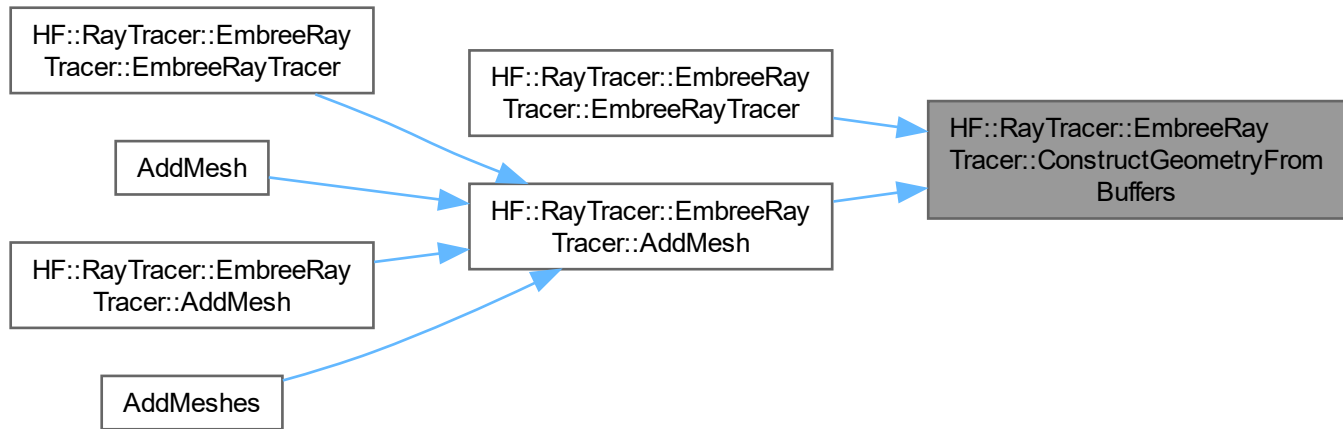 HF::RayTracer::EmbreeRay
Tracer::EmbreeRayTracer
AddMesh
HF::RayTracer::EmbreeRay
Tracer::AddMesh
AddMeshes
HF::RayTracer::EmbreeRay
Tracer::EmbreeRayTracer
HF::RayTracer::EmbreeRay
Tracer::AddMesh
HF::RayTracer::EmbreeRay
Tracer::ConstructGeometryFrom
Buffers